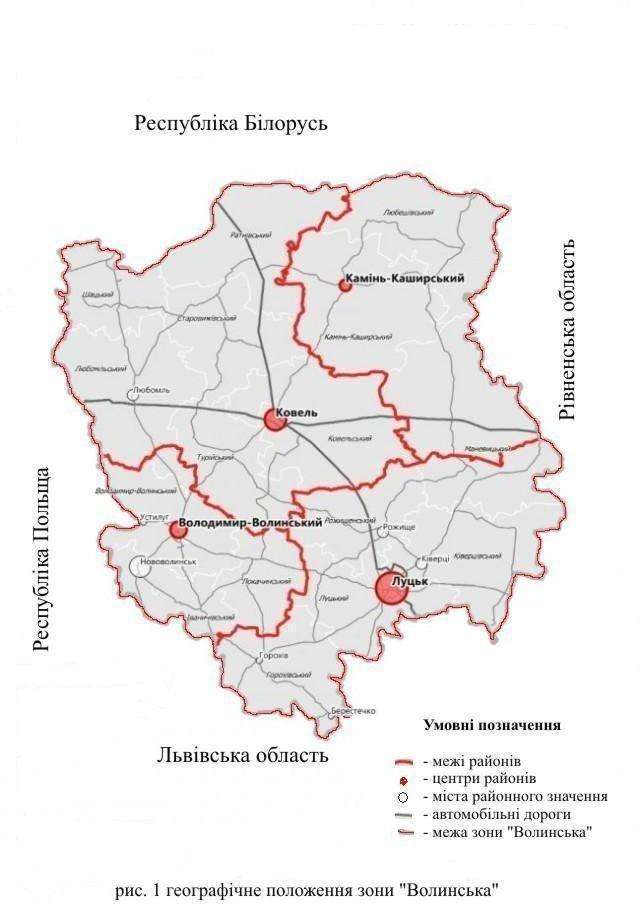 Республіка Білорусь
Любешівський
Ратнівський
Камінь-Каширський
Шацький
Старовижівський
Камінь-Каширський
Любомльський
Любомль
Ковель
Ковельський
Маневицький
Турійський
Володимир-Волинський
Устилуг
Володимир-Волинський
Рожищенський
Рожище
Нововолинськ
Ківерці
Ківерцівський
Локачинський
Луцьк
Луцький
Іваничівський
Горохів
Горохівський
Берестечко
Республіка Польща
Рівненська область
Львівська область
Умовні позначення
- межі районів
- центри районів
- міста районного значення
- автомобільні дороги
- межа зони "Волинська"
рис. 1 географічне положення зони "Волинська"